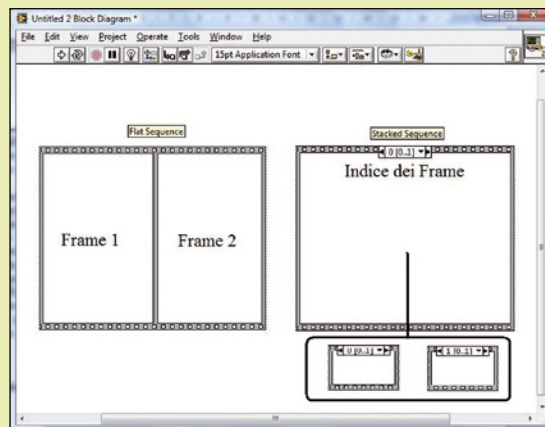 Untitled 2 Block Diagram *
File Edit View Project Operate Tools Window Help
15pt Application Font
Flat Sequence
Stacked Sequence
0 [0..1]
Indice dei Frame
Frame 1
Frame 2
0 [0..1]
1 [0..1]